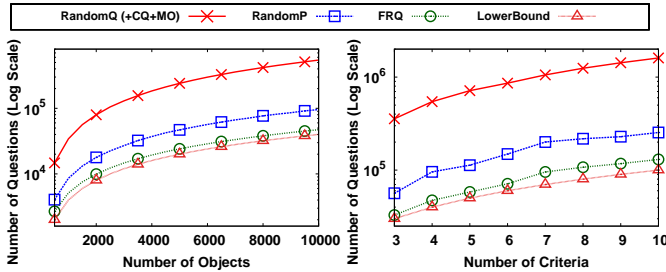 RandomQ (+CQ+MO) RandomP FRQ LowerBound
Number of Questions (Log Scale)
10^5
10^4
2000 4000 6000 8000 10000
Number of Objects
Number of Questions (Log Scale)
10^6
10^5
3 4 5 6 7 8 9 10
Number of Criteria